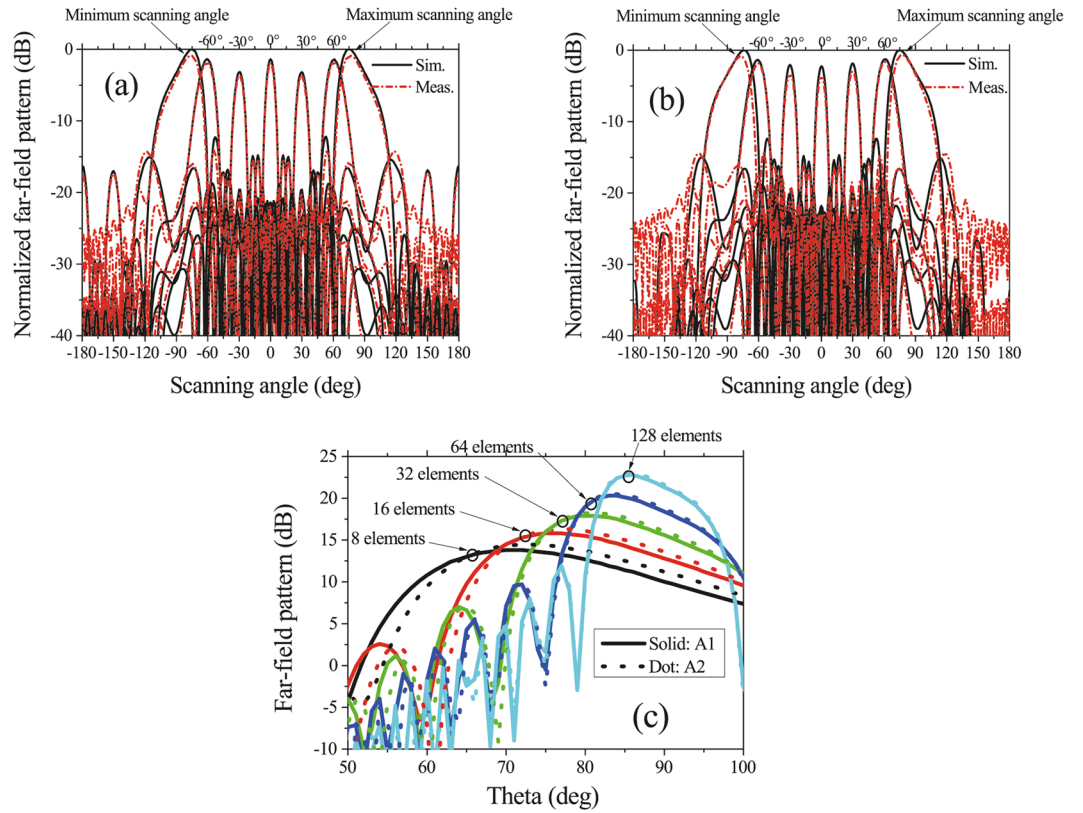 Minimum scanning angle
Maximum scanning angle
-60° -30° 0° 30° 60°
(a)
Sim.
Meas.
0
-10
-20
-30
-40
-180 -150 -120 -90 -60 -30 0 30 60 90 120 150 180
Normalized far-field pattern (dB)
Scanning angle (deg)
Minimum scanning angle
Maximum scanning angle
-60° -30° 0° 30° 60°
(b)
Sim.
Meas.
0
-10
-20
-30
-40
-180 -150 -120 -90 -60 -30 0 30 60 90 120 150 180
Normalized far-field pattern (dB)
Scanning angle (deg)
128 elements
64 elements
32 elements
16 elements
8 elements
25
20
15
10
5
0
-5
-10
50 60 70 80 90 100
Far-field pattern (dB)
Theta (deg)
Solid: A1
Dot: A2
(c)